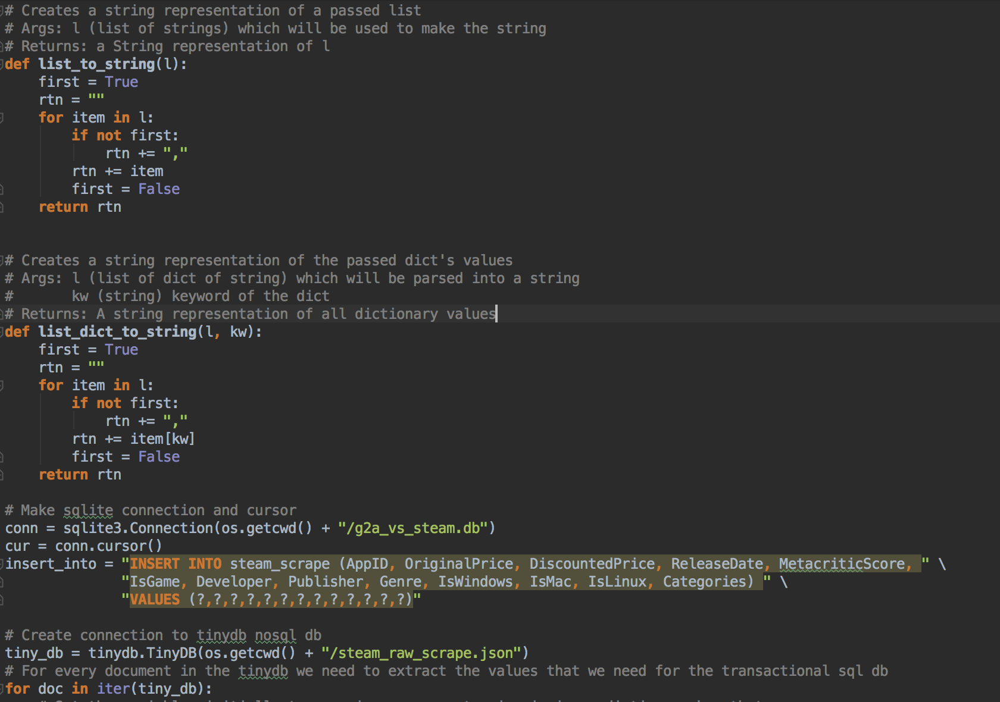 # Creates a string representation of a passed list
# Args: l (list of strings) which will be used to make the string
# Returns: a String representation of l
def list_to_string(l):
    first = True
    rtn = ""
    for item in l:
        if not first:
            rtn += ","
        rtn += item
        first = False
    return rtn
# Creates a string representation of the passed dict's values
# Args: l (list of dict of string) which will be parsed into a string
#       kw (string) keyword of the dict
# Returns: A string representation of all dictionary values
def list_dict_to_string(l, kw):
    first = True
    rtn = ""
    for item in l:
        if not first:
            rtn += ","
        rtn += item[kw]
        first = False
    return rtn
# Make sqlite connection and cursor
conn = sqlite3.Connection(os.getcwd() + "/g2a_vs_steam.db")
cur = conn.cursor()
insert_into = "INSERT INTO steam_scrape (AppID, OriginalPrice, DiscountedPrice, ReleaseDate, MetacriticScore, " \
              "IsGame, Developer, Publisher, Genre, IsWindows, IsMac, IsLinux, Categories) " \
              "VALUES (?,?,?,?,?,?,?,?,?,?,?,?,?)"
# Create connection to tinydb nosql db
tiny_db = tinydb.TinyDB(os.getcwd() + "/steam_raw_scrape.json")
# For every document in the tinydb we need to extract the values that we need for the transactional sql db
for doc in iter(tiny_db):